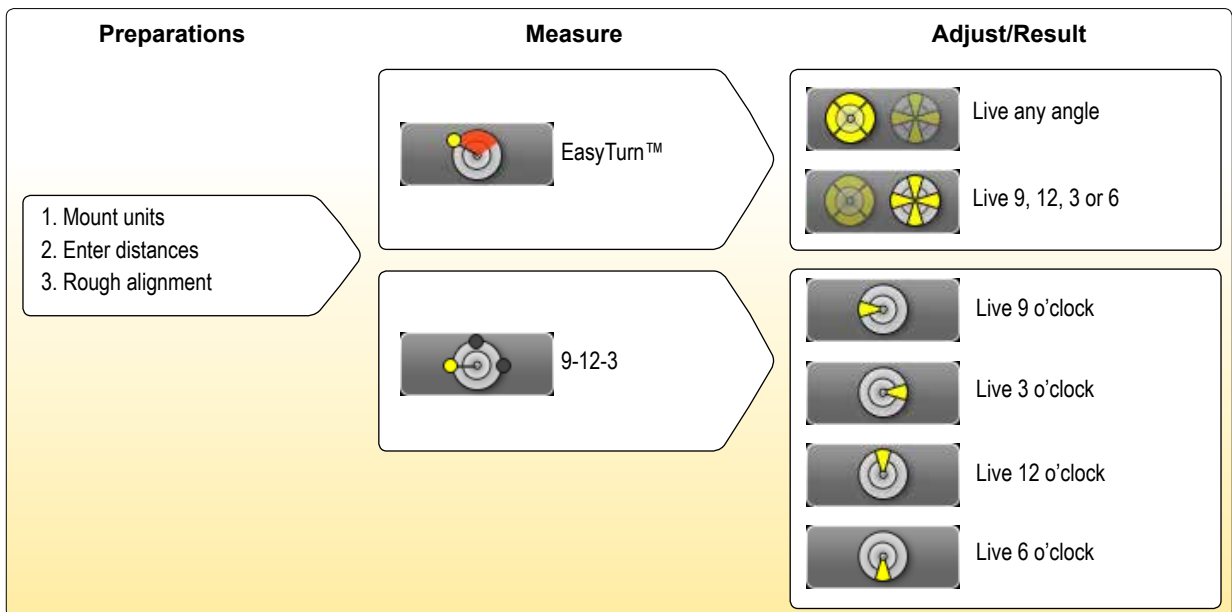 Preparations
Measure
Adjust/Result
1. Mount units
2. Enter distances
3. Rough alignment
EasyTurn™
9-12-3
Live any angle
Live 9, 12, 3 or 6
Live 9 o’clock
Live 3 o’clock
Live 12 o’clock
Live 6 o’clock